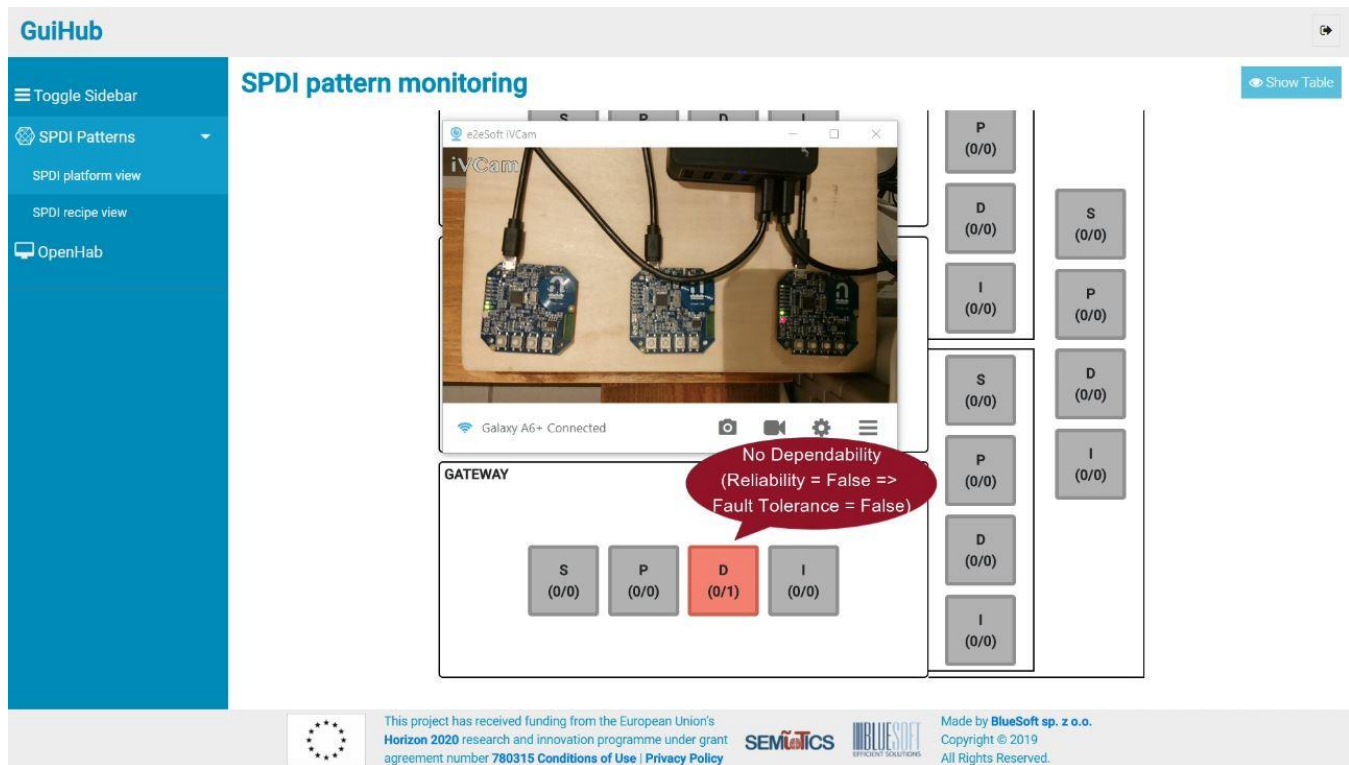 GuiHub
Toggle Sidebar
SPDI Patterns
SPDI platform view
SPDI recipe view
OpenHab
SPDI pattern monitoring
Show Table
S P D I
e2eSoft iVCam
iVCam
Galaxy A6+ Connected
P
(0/0)
D
(0/0)
I
(0/0)
S
(0/0)
P
(0/0)
D
(0/0)
I
(0/0)
S
(0/0)
P
(0/0)
D
(0/0)
I
(0/0)
GATEWAY
No Dependability
(Reliability = False =>
Fault Tolerance = False)
S P D I
(0/0) (0/0) (0/1) (0/0)
This project has received funding from the European Union's
Horizon 2020 research and innovation programme under grant
agreement number 780315 Conditions of Use | Privacy Policy
SEMIoTICS
BLUESOFT
EFFICIENT SOLUTIONS
Made by BlueSoft sp. z o.o.
Copyright © 2019
All Rights Reserved.